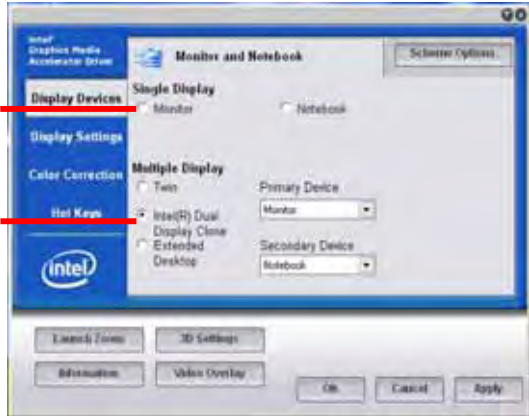 Intel
Graphics Media
Accelerator Driver
Monitor and Notebook
Scheme Options
Display Devices
Display Settings
Color Correction
Hot Keys
intel
Single Display
Monitor
Notebook
Multiple Display
Twin
Intel(R) Dual
Display Clone
Extended
Desktop
Primary Device
Monitor
Secondary Device
Notebook
Launch Zoom
3D Settings
Information
Video Overlay
OK
Cancel
Apply